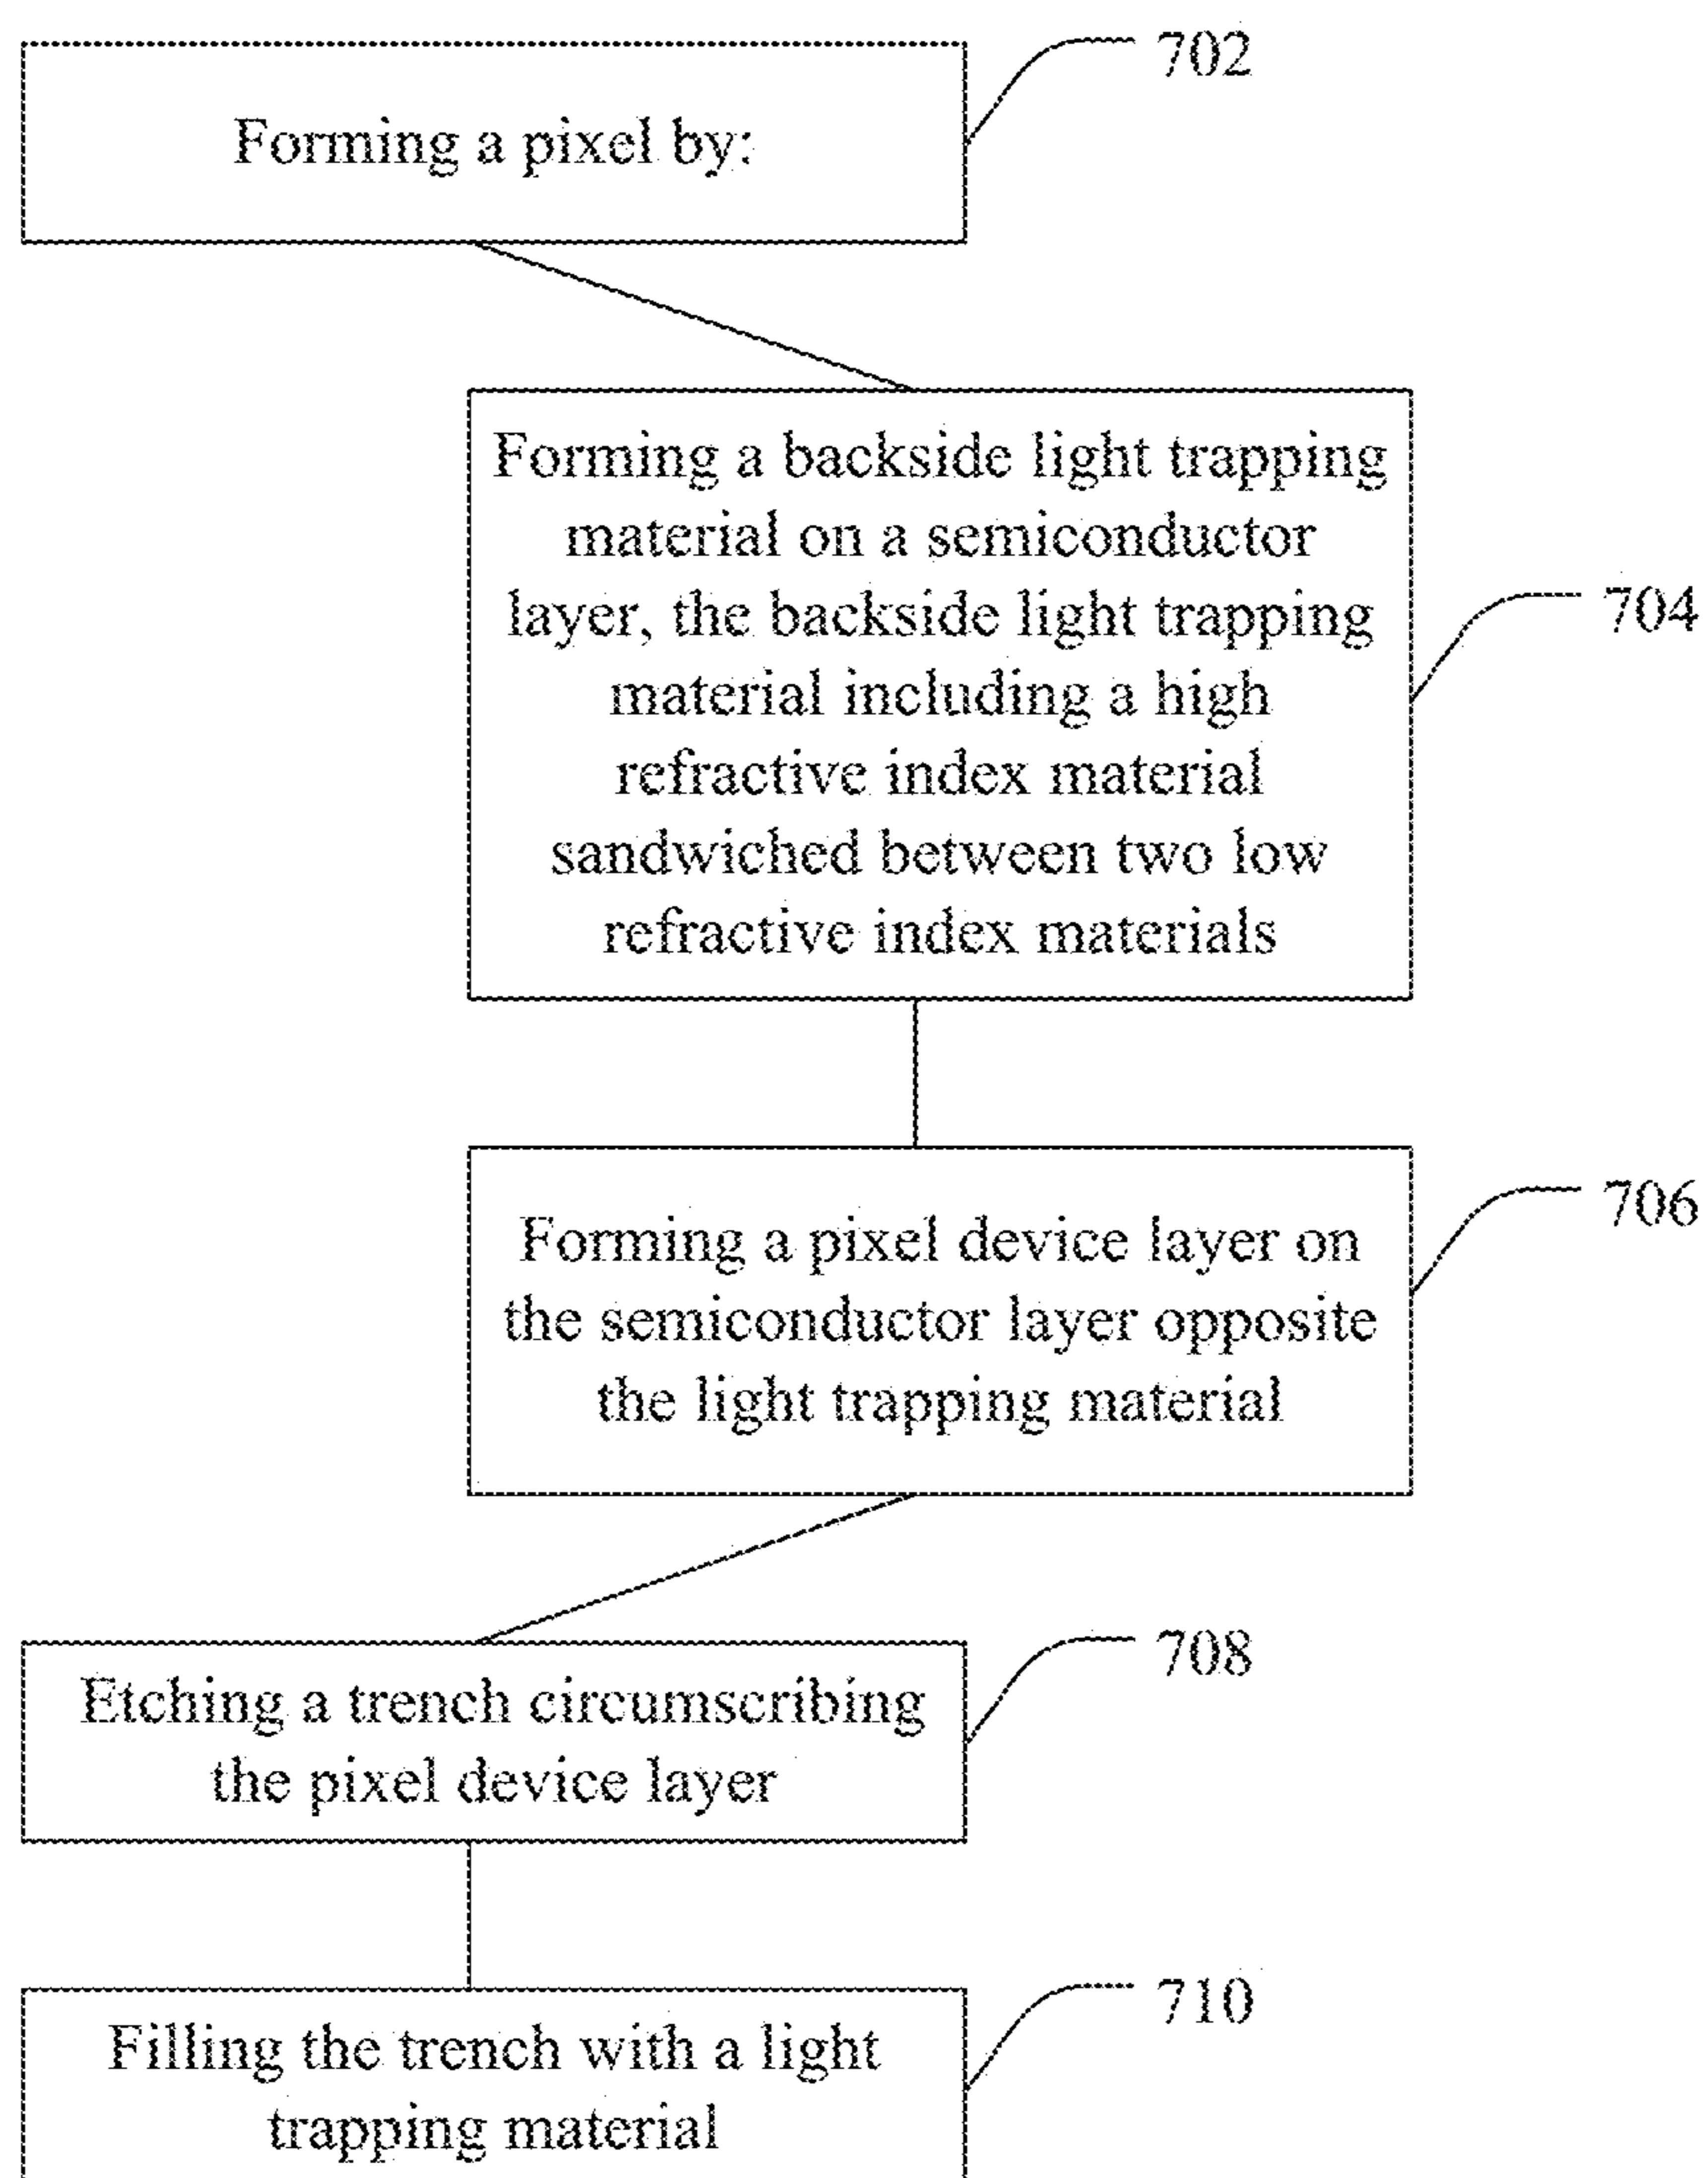 702
Forming a pixel by:
Forming a backside light trapping
material on a semiconductor
layer, the backside light trapping
material including a high
refractive index material
sandwiched between two low
refractive index materials
704
Forming a pixel device layer on
the semiconductor layer opposite
the light trapping material
706
Etching a trench circumscribing
the pixel device layer
708
Filling the trench with a light
trapping material
710